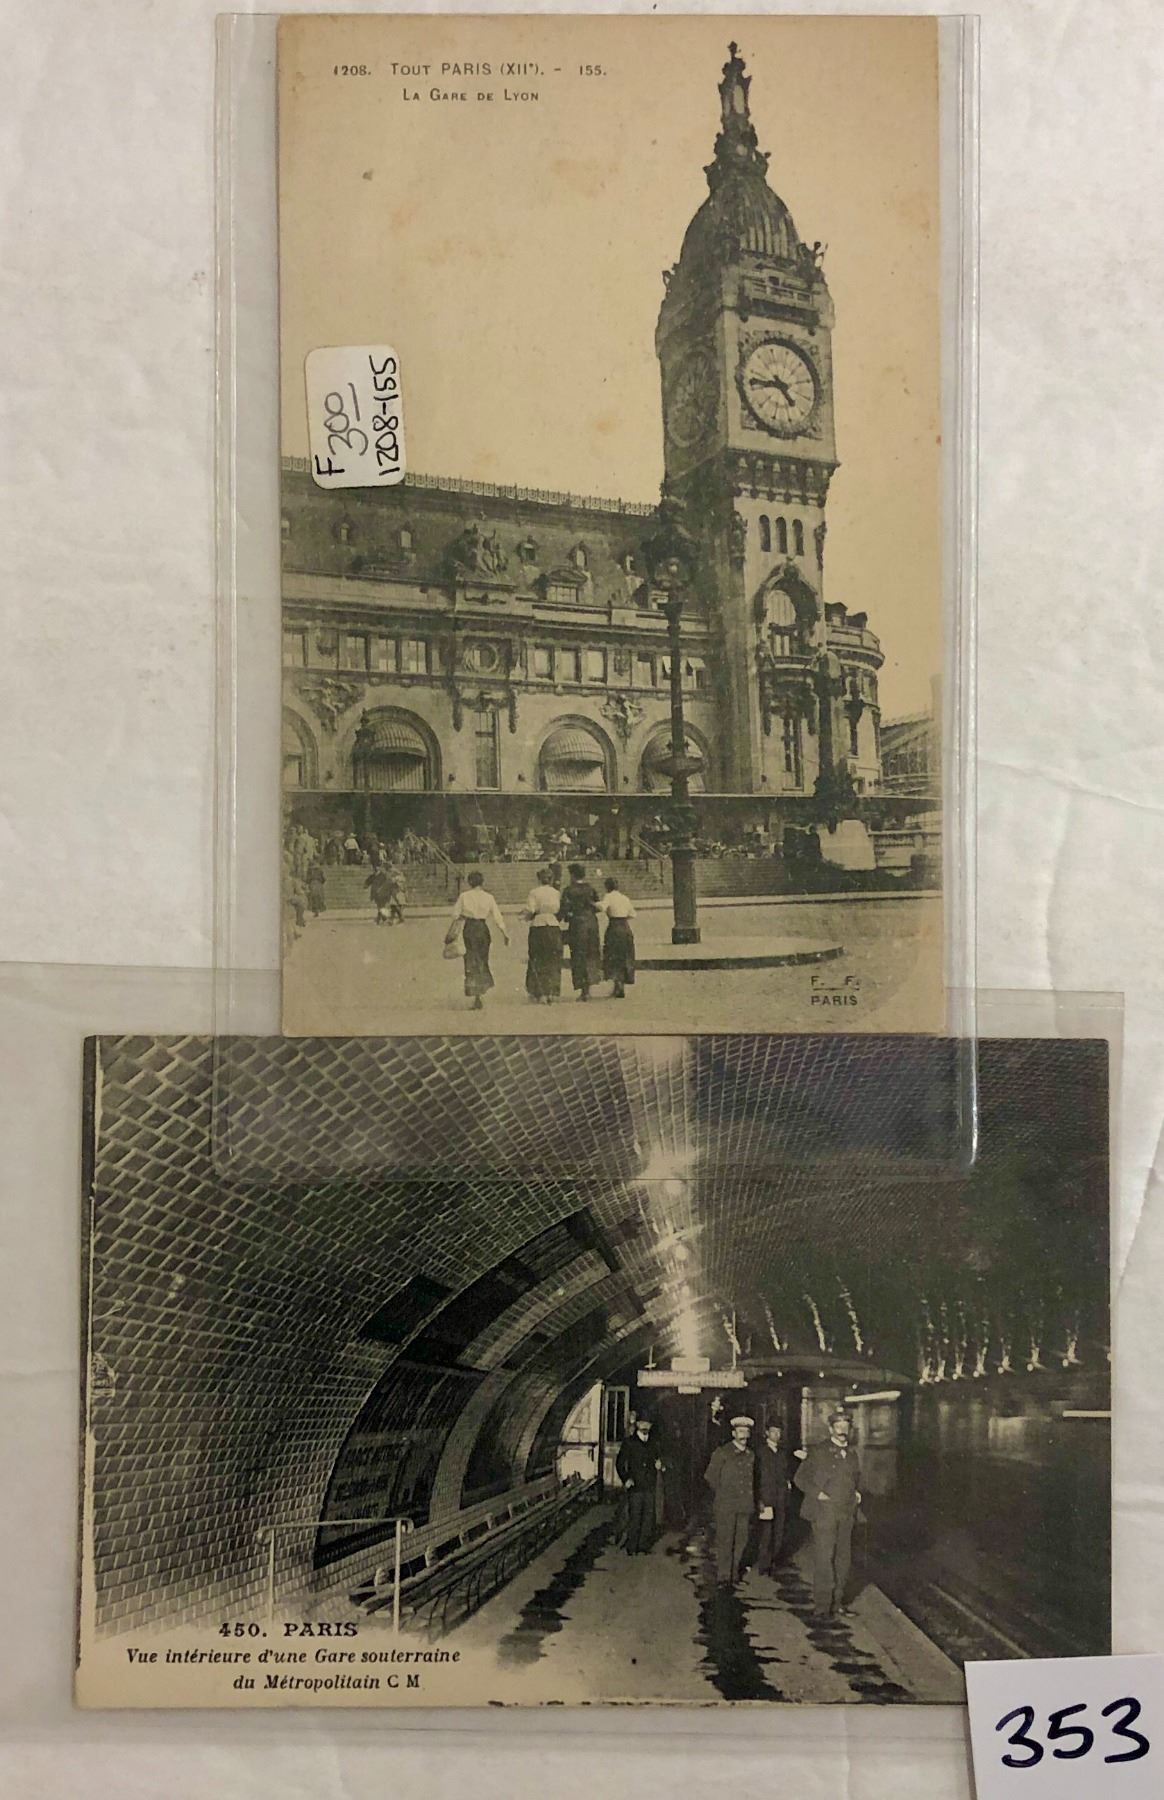 1208. TOUT PARIS (XIIe). - 155.
LA GARE DE LYON
F 300
1208-155
F. F.
PARIS
450. PARIS
Vue intérieure d'une Gare souterraine
du Métropolitain C M
353